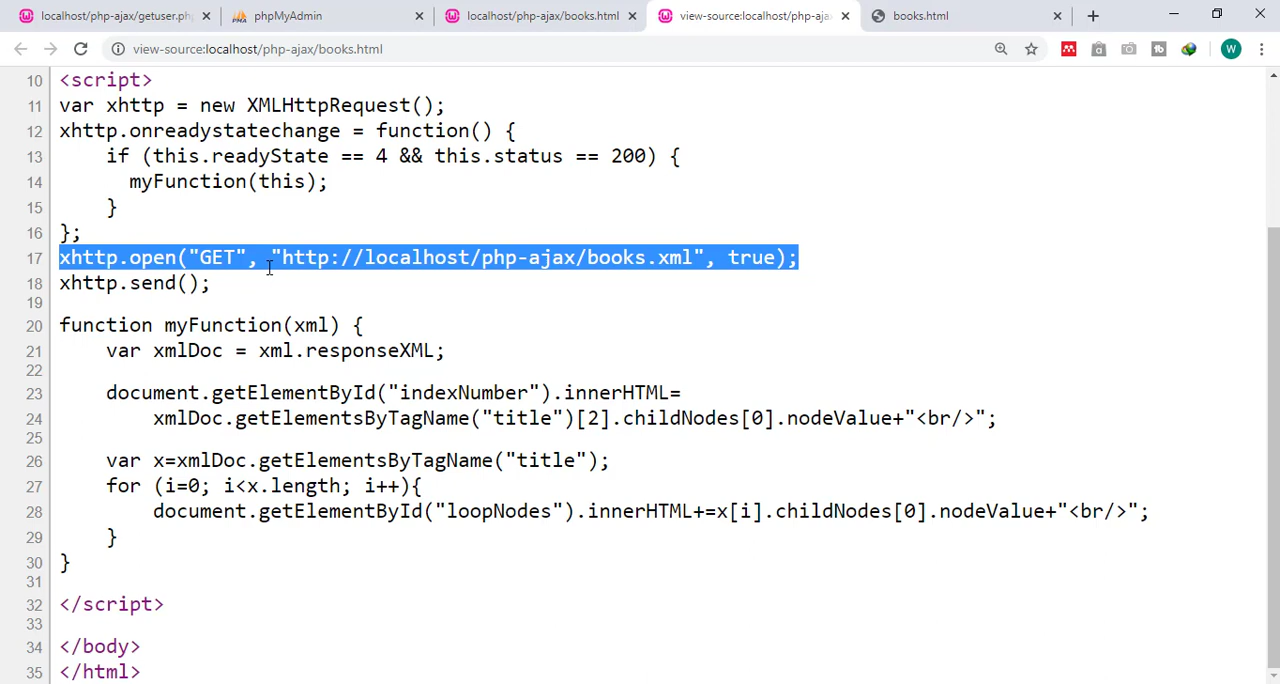 localhost/php-ajax/getuser.ph
phpMyAdmin
localhost/php-ajax/books.html
view-source:localhost/php-aja
books.html
view-source:localhost/php-ajax/books.html
W
10 <script>
11 var xhttp = new XMLHttpRequest();
12 xhttp.onreadystatechange = function() {
13     if (this.readyState == 4 && this.status == 200) {
14       myFunction(this);
15     }
16 };
17 xhttp.open("GET", "http://localhost/php-ajax/books.xml", true);
18 xhttp.send();
19
20 function myFunction(xml) {
21     var xmlDoc = xml.responseXML;
22
23     document.getElementById("indexNumber").innerHTML=
24         xmlDoc.getElementsByTagName("title")[2].childNodes[0].nodeValue+"<br/>";
25
26     var x=xmlDoc.getElementsByTagName("title");
27     for (i=0; i<x.length; i++){
28         document.getElementById("loopNodes").innerHTML+=x[i].childNodes[0].nodeValue+"<br/>";
29     }
30 }
31
32 </script>
33
34 </body>
35 </html>